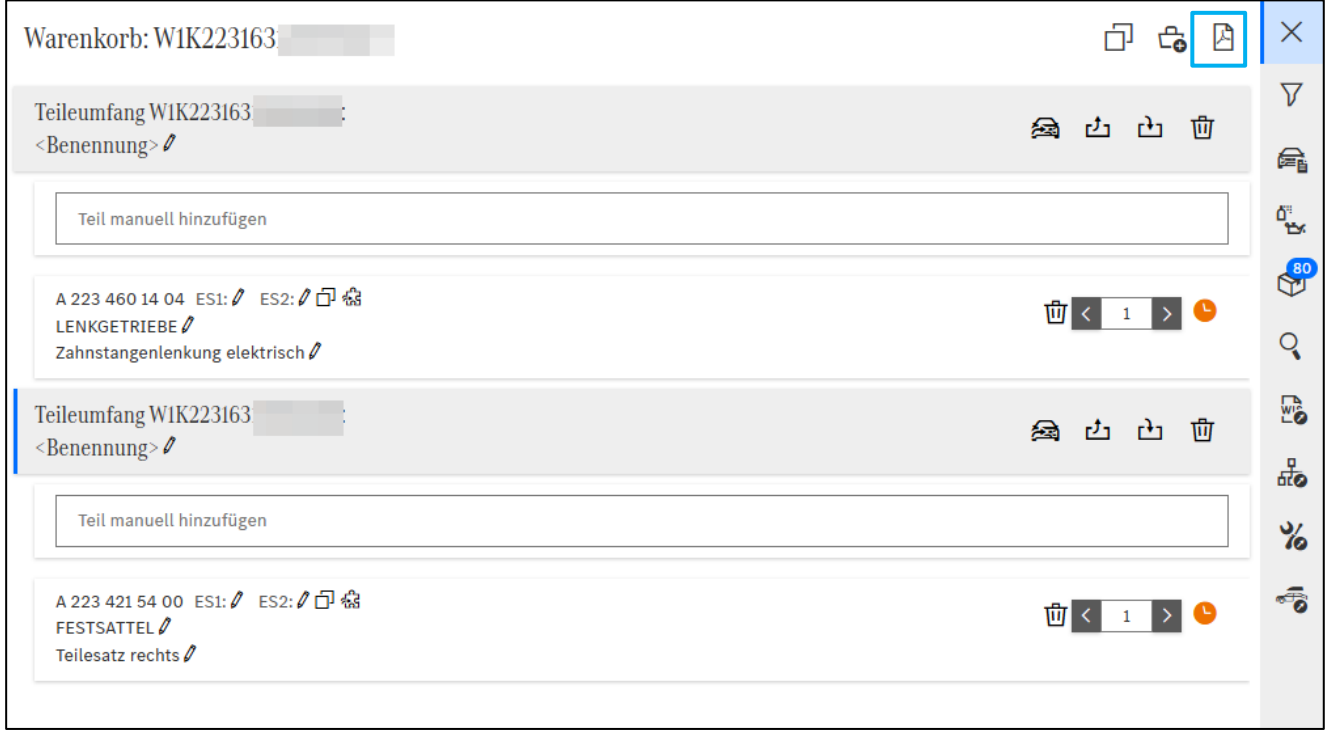 Warenkorb: W1K223163
Teileumfang W1K223163 :
<Benennung>
Teil manuell hinzufügen
A 223 460 14 04 ES1: ES2:
LENKGETRIEBE
Zahnstangenlenkung elektrisch
1
Teileumfang W1K223163 :
<Benennung>
Teil manuell hinzufügen
A 223 421 54 00 ES1: ES2:
FESTSATTEL
Teilesatz rechts
1
80
WIS